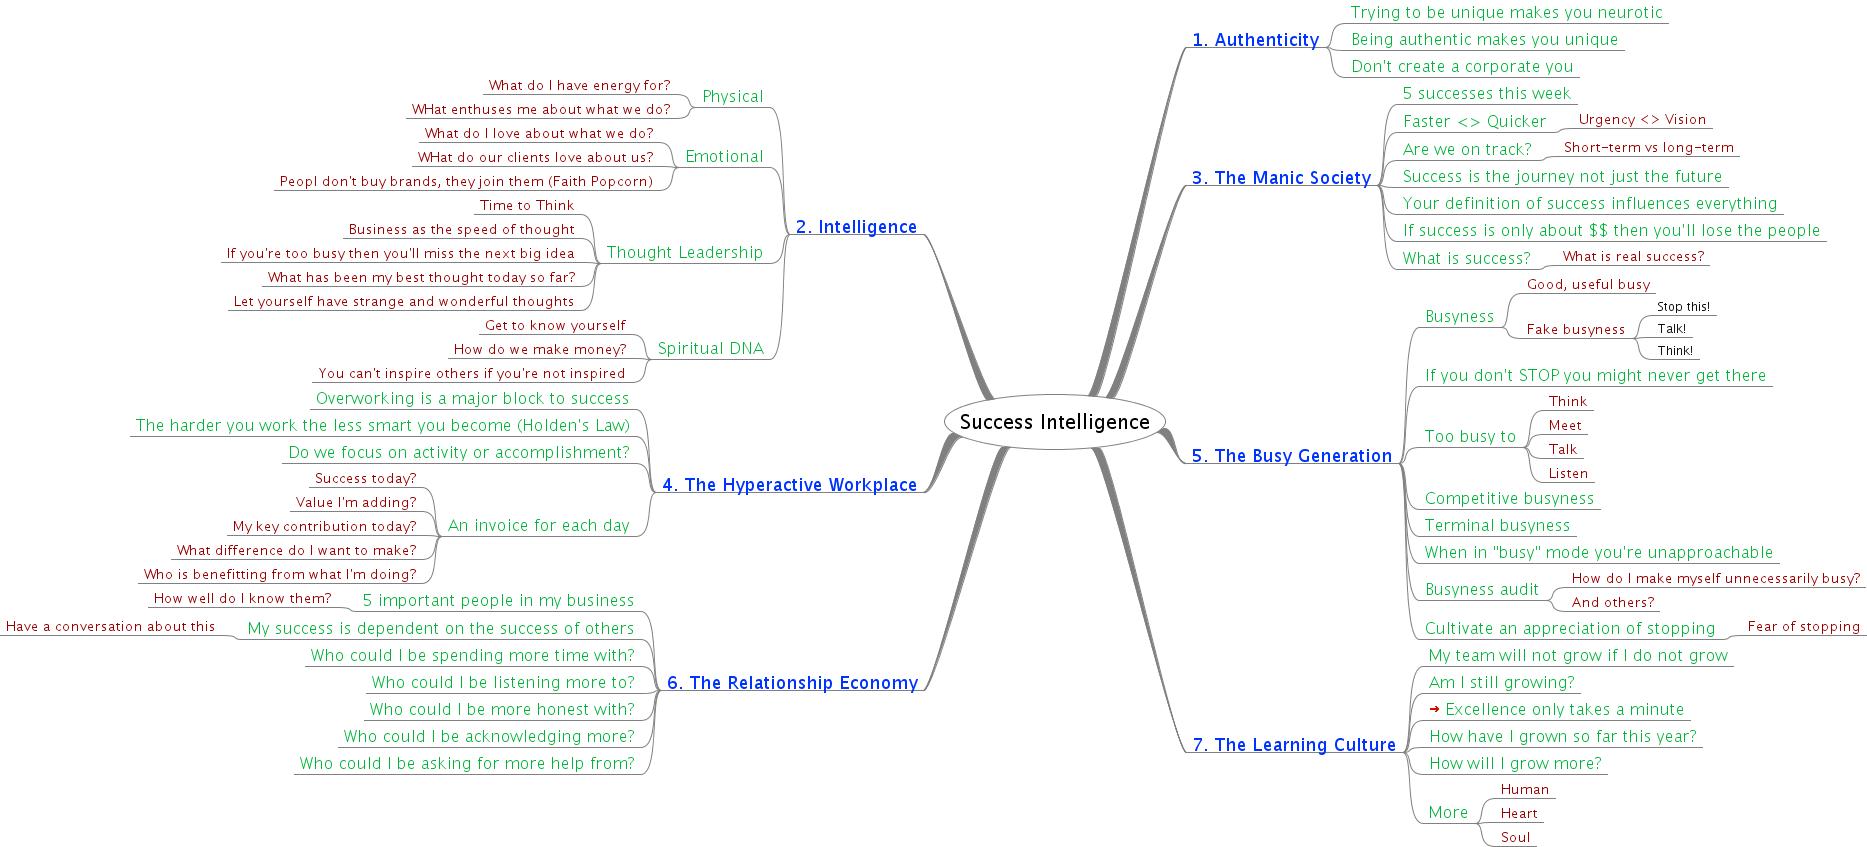 Success Intelligence
1. Authenticity
Trying to be unique makes you neurotic
Being authentic makes you unique
Don't create a corporate you
2. Intelligence
Physical
What do I have energy for?
WHat enthuses me about what we do?
Emotional
What do I love about what we do?
WHat do our clients love about us?
Peopl don't buy brands, they join them (Faith Popcorn)
Thought Leadership
Time to Think
Business as the speed of thought
If you're too busy then you'll miss the next big idea
What has been my best thought today so far?
Let yourself have strange and wonderful thoughts
Spiritual DNA
Get to know yourself
How do we make money?
You can't inspire others if you're not inspired
3. The Manic Society
5 successes this week
Faster <> Quicker
Urgency <> Vision
Are we on track?
Short-term vs long-term
Success is the journey not just the future
Your definition of success influences everything
If success is only about $$ then you'll lose the people
What is success?
What is real success?
4. The Hyperactive Workplace
Overworking is a major block to success
The harder you work the less smart you become (Holden's Law)
Do we focus on activity or accomplishment?
An invoice for each day
Success today?
Value I'm adding?
My key contribution today?
What difference do I want to make?
Who is benefitting from what I'm doing?
5. The Busy Generation
Busyness
Good, useful busy
Fake busyness
Stop this!
Talk!
Think!
If you don't STOP you might never get there
Too busy to
Think
Meet
Talk
Listen
Competitive busyness
Terminal busyness
When in "busy" mode you're unapproachable
Busyness audit
How do I make myself unnecessarily busy?
And others?
Cultivate an appreciation of stopping
Fear of stopping
6. The Relationship Economy
5 important people in my business
How well do I know them?
My success is dependent on the success of others
Have a conversation about this
Who could I be spending more time with?
Who could I be listening more to?
Who could I be more honest with?
Who could I be acknowledging more?
Who could I be asking for more help from?
7. The Learning Culture
My team will not grow if I do not grow
Am I still growing?
Excellence only takes a minute
How have I grown so far this year?
How will I grow more?
More
Human
Heart
Soul